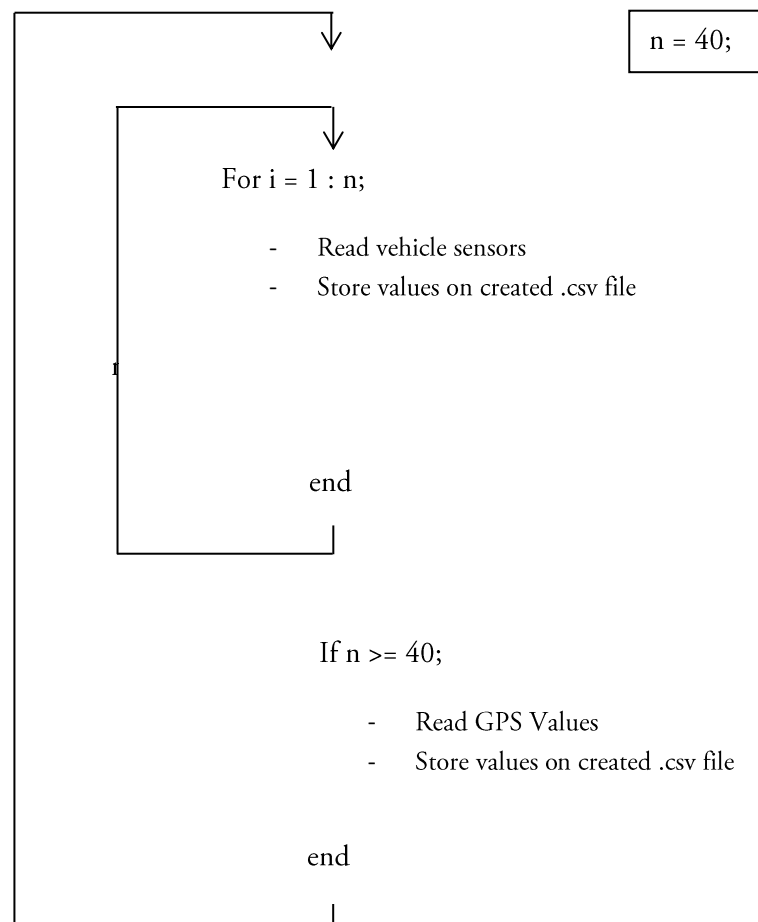 n = 40;
For i = 1 : n;
- Read vehicle sensors
- Store values on created .csv file
end
If n >= 40;
- Read GPS Values
- Store values on created .csv file
end